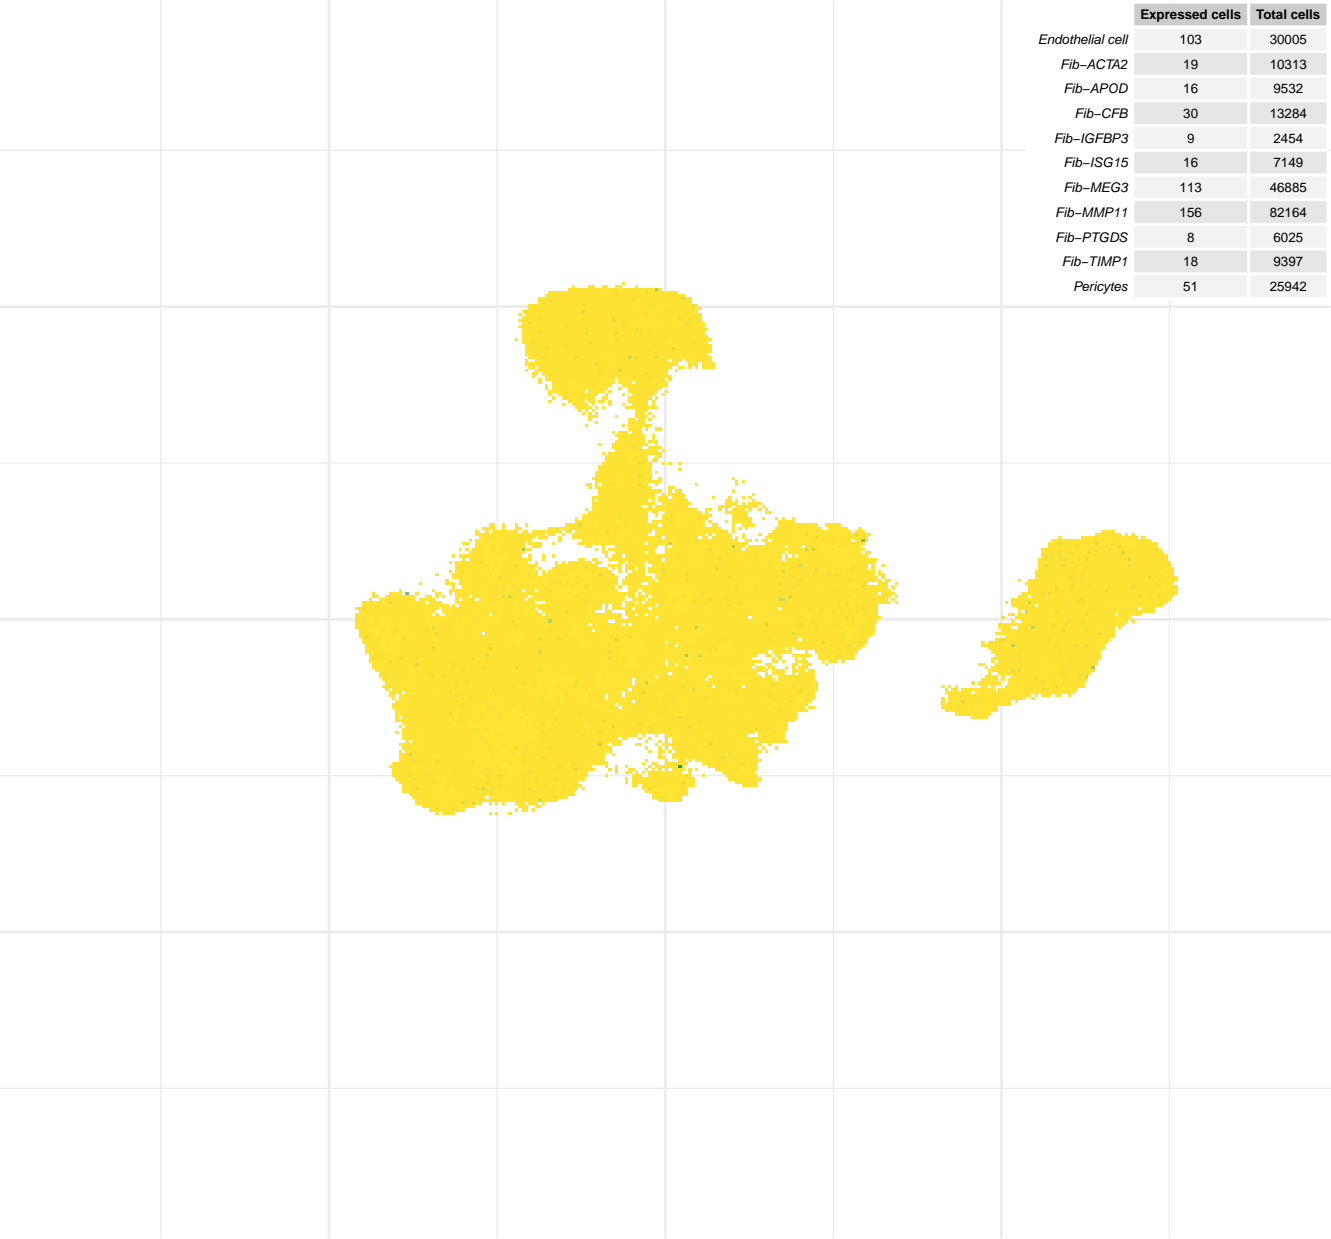 Expressed cells Total cells
Endothelial cell 103 30005
Fib−ACTA2 19 10313
Fib−APOD 16 9532
Fib−CFB 30 13284
Fib−IGFBP3 9 2454
Fib−ISG15 16 7149
Fib−MEG3 113 46885
Fib−MMP11 156 82164
Fib−PTGDS 8 6025
Fib−TIMP1 18 9397
Pericytes 51 25942